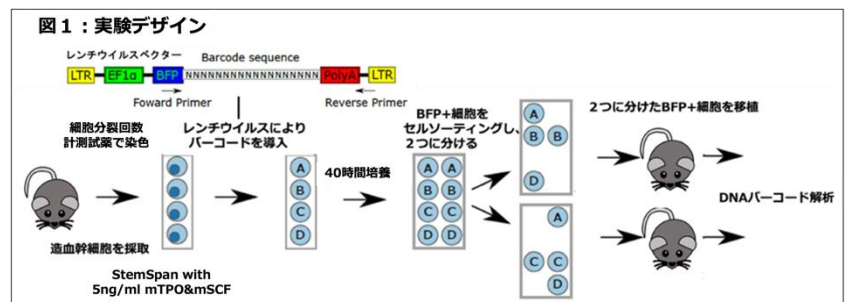 図１：実験デザイン
レンチウイルスベクター
Barcode sequence
LTR EF1α BFP NNNNNNNNNNNNNNNNNN PolyA LTR
Foward Primer
Reverse Primer
細胞分裂回数
計測試薬で染色
レンチウイルスにより
バーコードを導入
BFP+細胞を
セルソーティングし、
２つに分ける
２つに分けたBFP+細胞を移植
40時間培養
A
B
C
D
A A
B B
C C
D D
A
B B
D
A
C C
D
DNAバーコード解析
造血幹細胞を採取
StemSpan with
5ng/ml mTPO&mSCF